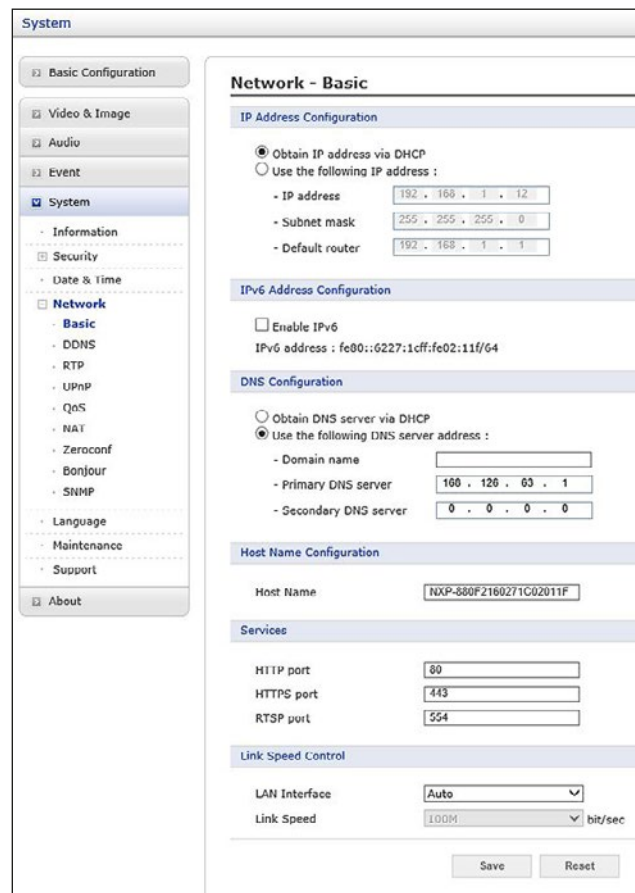 System
Basic Configuration
Video & Image
Audio
Event
System
Information
Security
Date & Time
Network
Basic
DDNS
RTP
UPnP
QoS
NAT
Zeroconf
Bonjour
SNMP
Language
Maintenance
Support
About
Network - Basic
IP Address Configuration
Obtain IP address via DHCP
Use the following IP address :
- IP address 192 . 168 . 1 . 12
- Subnet mask 255 . 255 . 255 . 0
- Default router 192 . 168 . 1 . 1
IPv6 Address Configuration
Enable IPv6
IPv6 address : fe80::6227:1cff:fe02:11f/64
DNS Configuration
Obtain DNS server via DHCP
Use the following DNS server address :
- Domain name
- Primary DNS server 168 . 126 . 63 . 1
- Secondary DNS server 0 . 0 . 0 . 0
Host Name Configuration
Host Name NXP-880F2160271C02011F
Services
HTTP port 80
HTTPS port 443
RTSP port 554
Link Speed Control
LAN Interface Auto
Link Speed 100M bit/sec
Save Reset